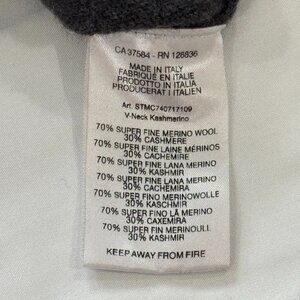 CA 37584 - RN 126836
MADE IN ITALY
FABRIQUÉ EN ITALIE
PRODOTTO IN ITALIA
PRODUCERAT I ITALIEN
Art. STMC740717109
V-Neck Kashmerino
70% SUPER FINE MERINO WOOL
30% CASHMERE
70% SUPER FINE LAINE MÉRINOS
30% CACHEMIRE
70% SUPER FINE LANA MERINO
30% KASHMIR
70% SUPER FINE LANA MERINO
30% CACHEMIRA
70% SUPER FINO MERINOWOLLE
30% KASCHMIR
70% SUPER FINO LÃ MERINO
30% CAXEMIRA
70% SUPER FIN MERINOULL
30% KASHMIR
KEEP AWAY FROM FIRE